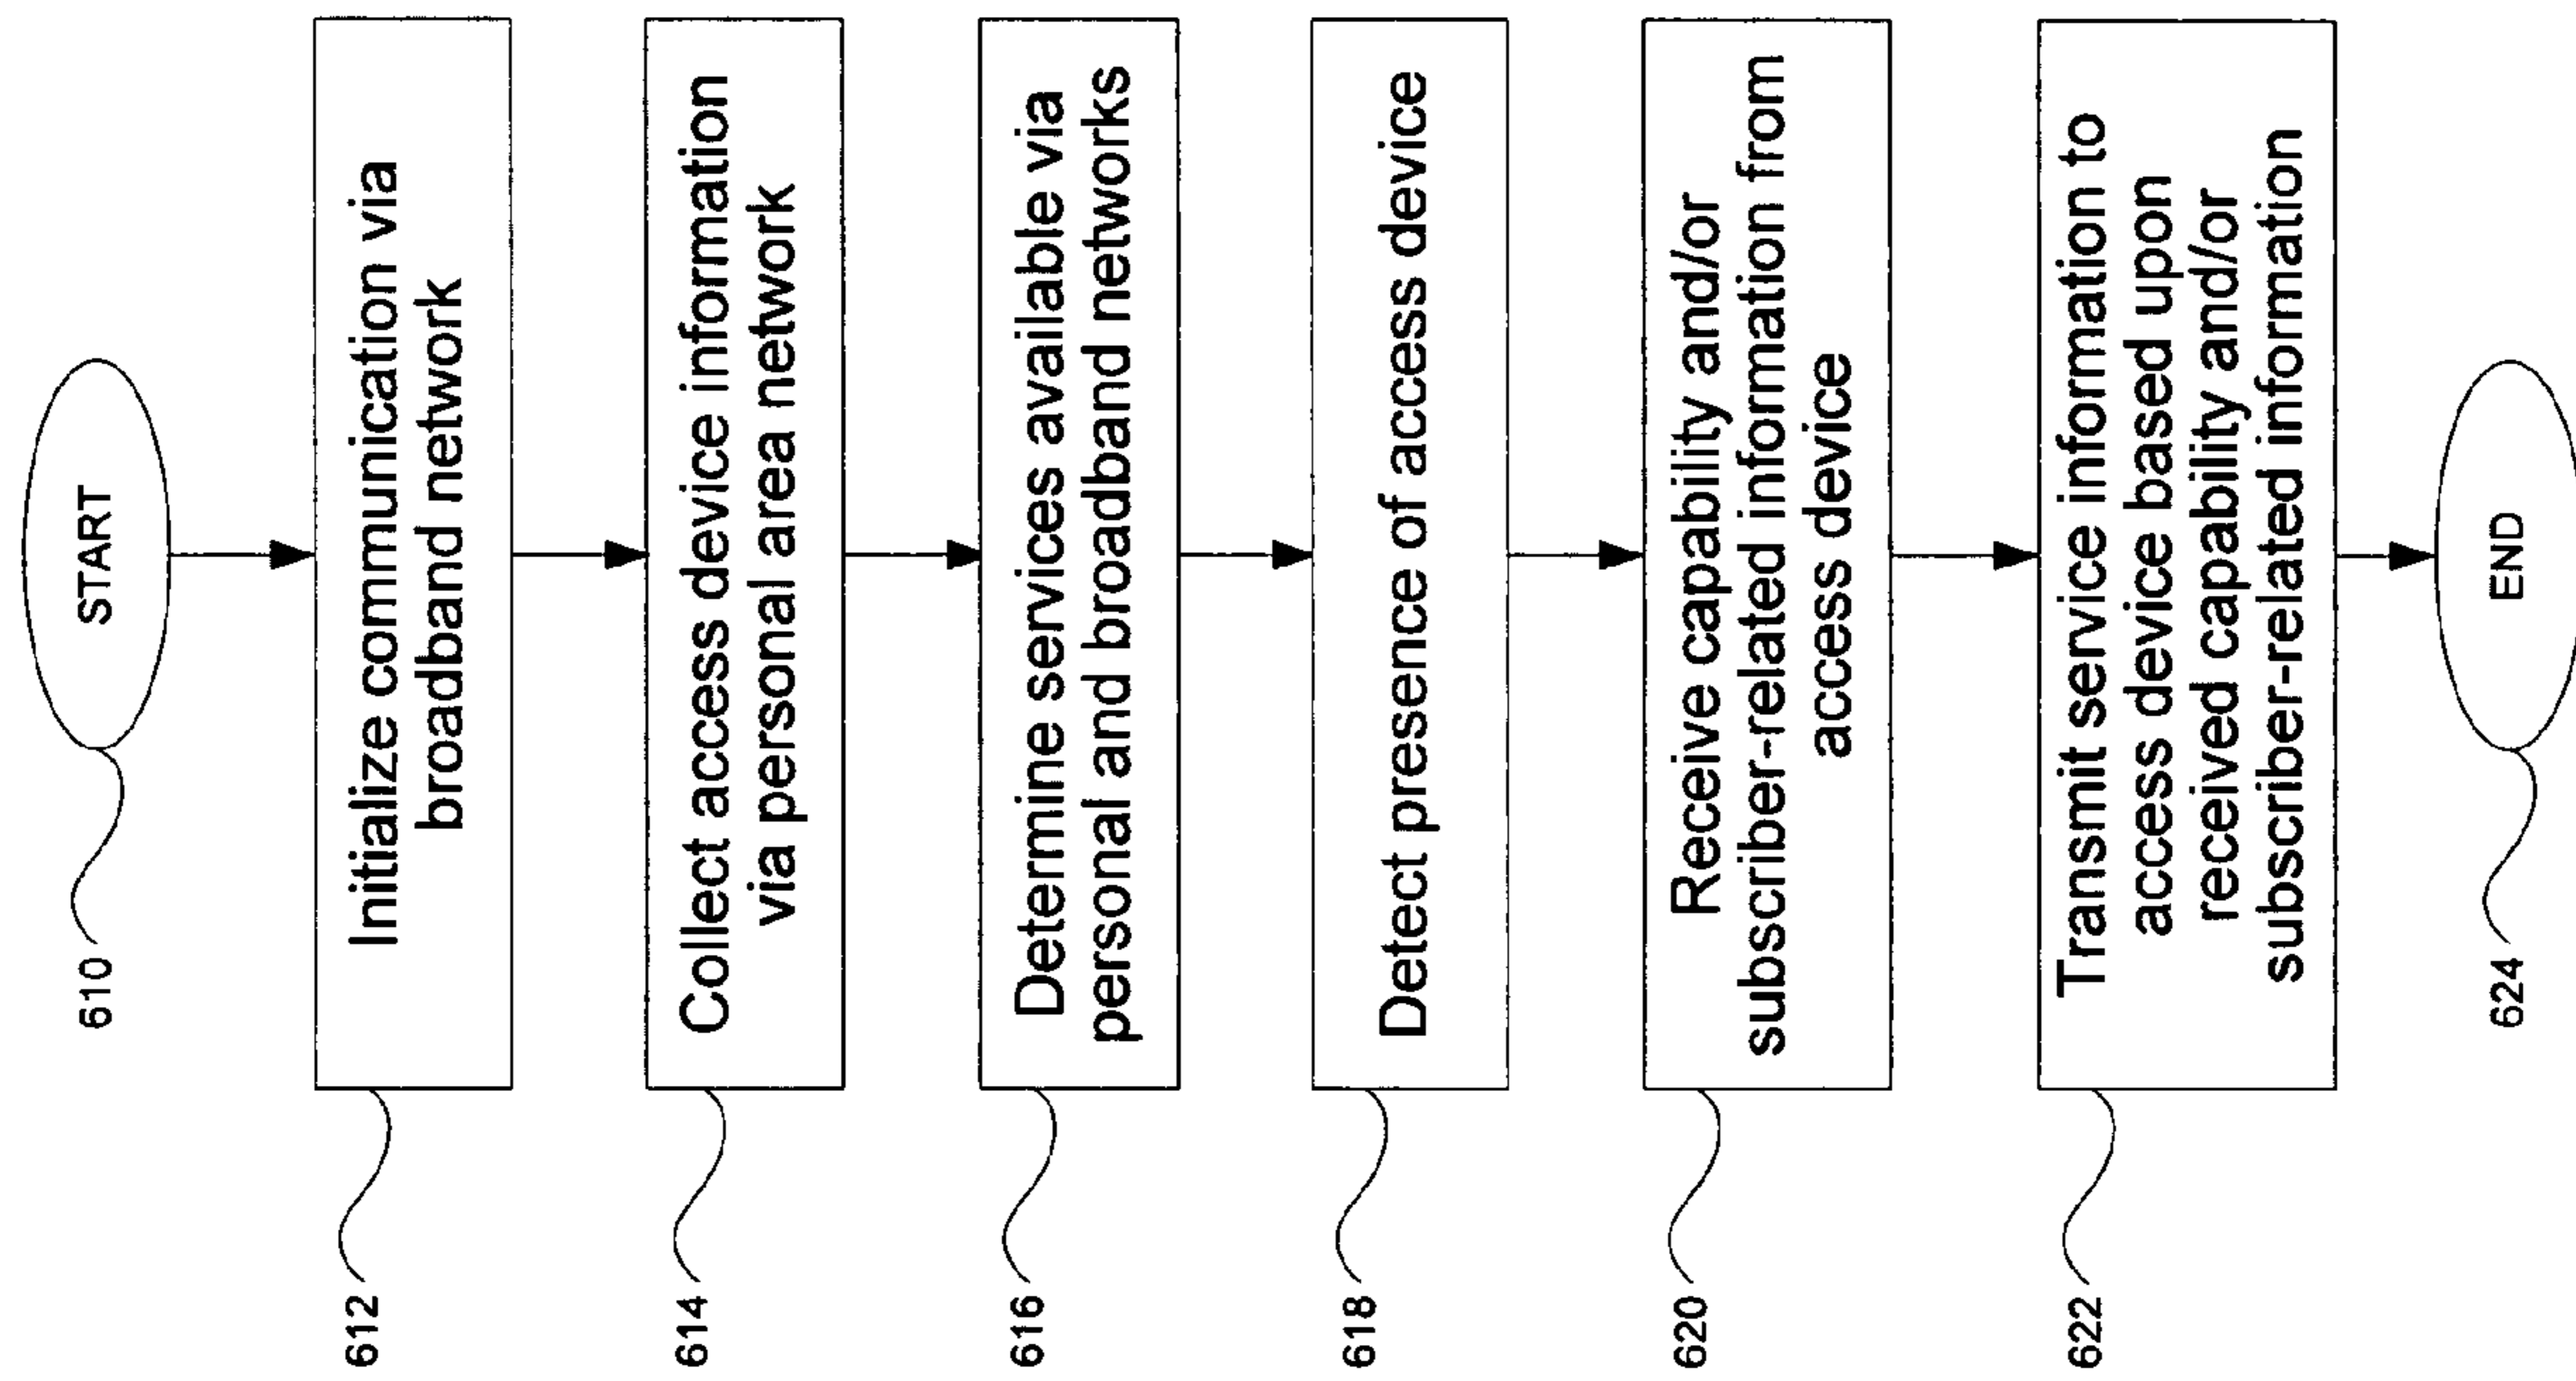 START
610
Initialize communication via
broadband network
612
Collect access device information
via personal area network
614
Determine services available via
personal and broadband networks
616
Detect presence of access device
618
Receive capability and/or
subscriber-related information from
access device
620
Transmit service information to
access device based upon
received capability and/or
subscriber-related information
622
END
624